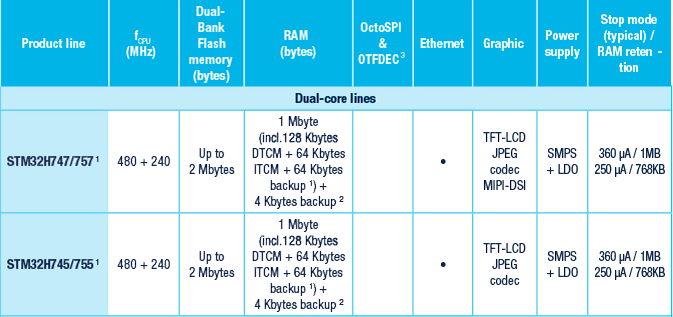 Product line
fCPU
(MHz)
Dual-
Bank
Flash
memory
(bytes)
RAM
(bytes)
OctoSPI
&
OTFDEC3
Ethernet
Graphic
Power
supply
Stop mode
(typical) /
RAM reten -
tion
Dual-core lines
STM32H747/757 1
480 + 240
Up to
2 Mbytes
1 Mbyte
(incl.128 Kbytes
DTCM + 64 Kbytes
ITCM + 64 Kbytes
backup ¹) +
4 Kbytes backup ²
•
TFT-LCD
JPEG
codec
MIPI-DSI
SMPS
+ LDO
360 µA / 1MB
250 µA / 768KB
STM32H745/755 1
480 + 240
Up to
2 Mbytes
1 Mbyte
(incl.128 Kbytes
DTCM + 64 Kbytes
ITCM + 64 Kbytes
backup ¹) +
4 Kbytes backup ²
•
TFT-LCD
JPEG
codec
SMPS
+ LDO
360 µA / 1MB
250 µA / 768KB